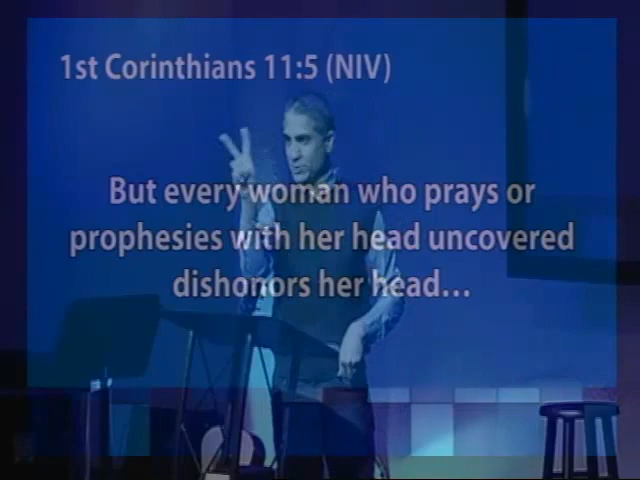 1st Corinthians 11:5 (NIV)
But every woman who prays or
prophesies with her head uncovered
dishonors her head...